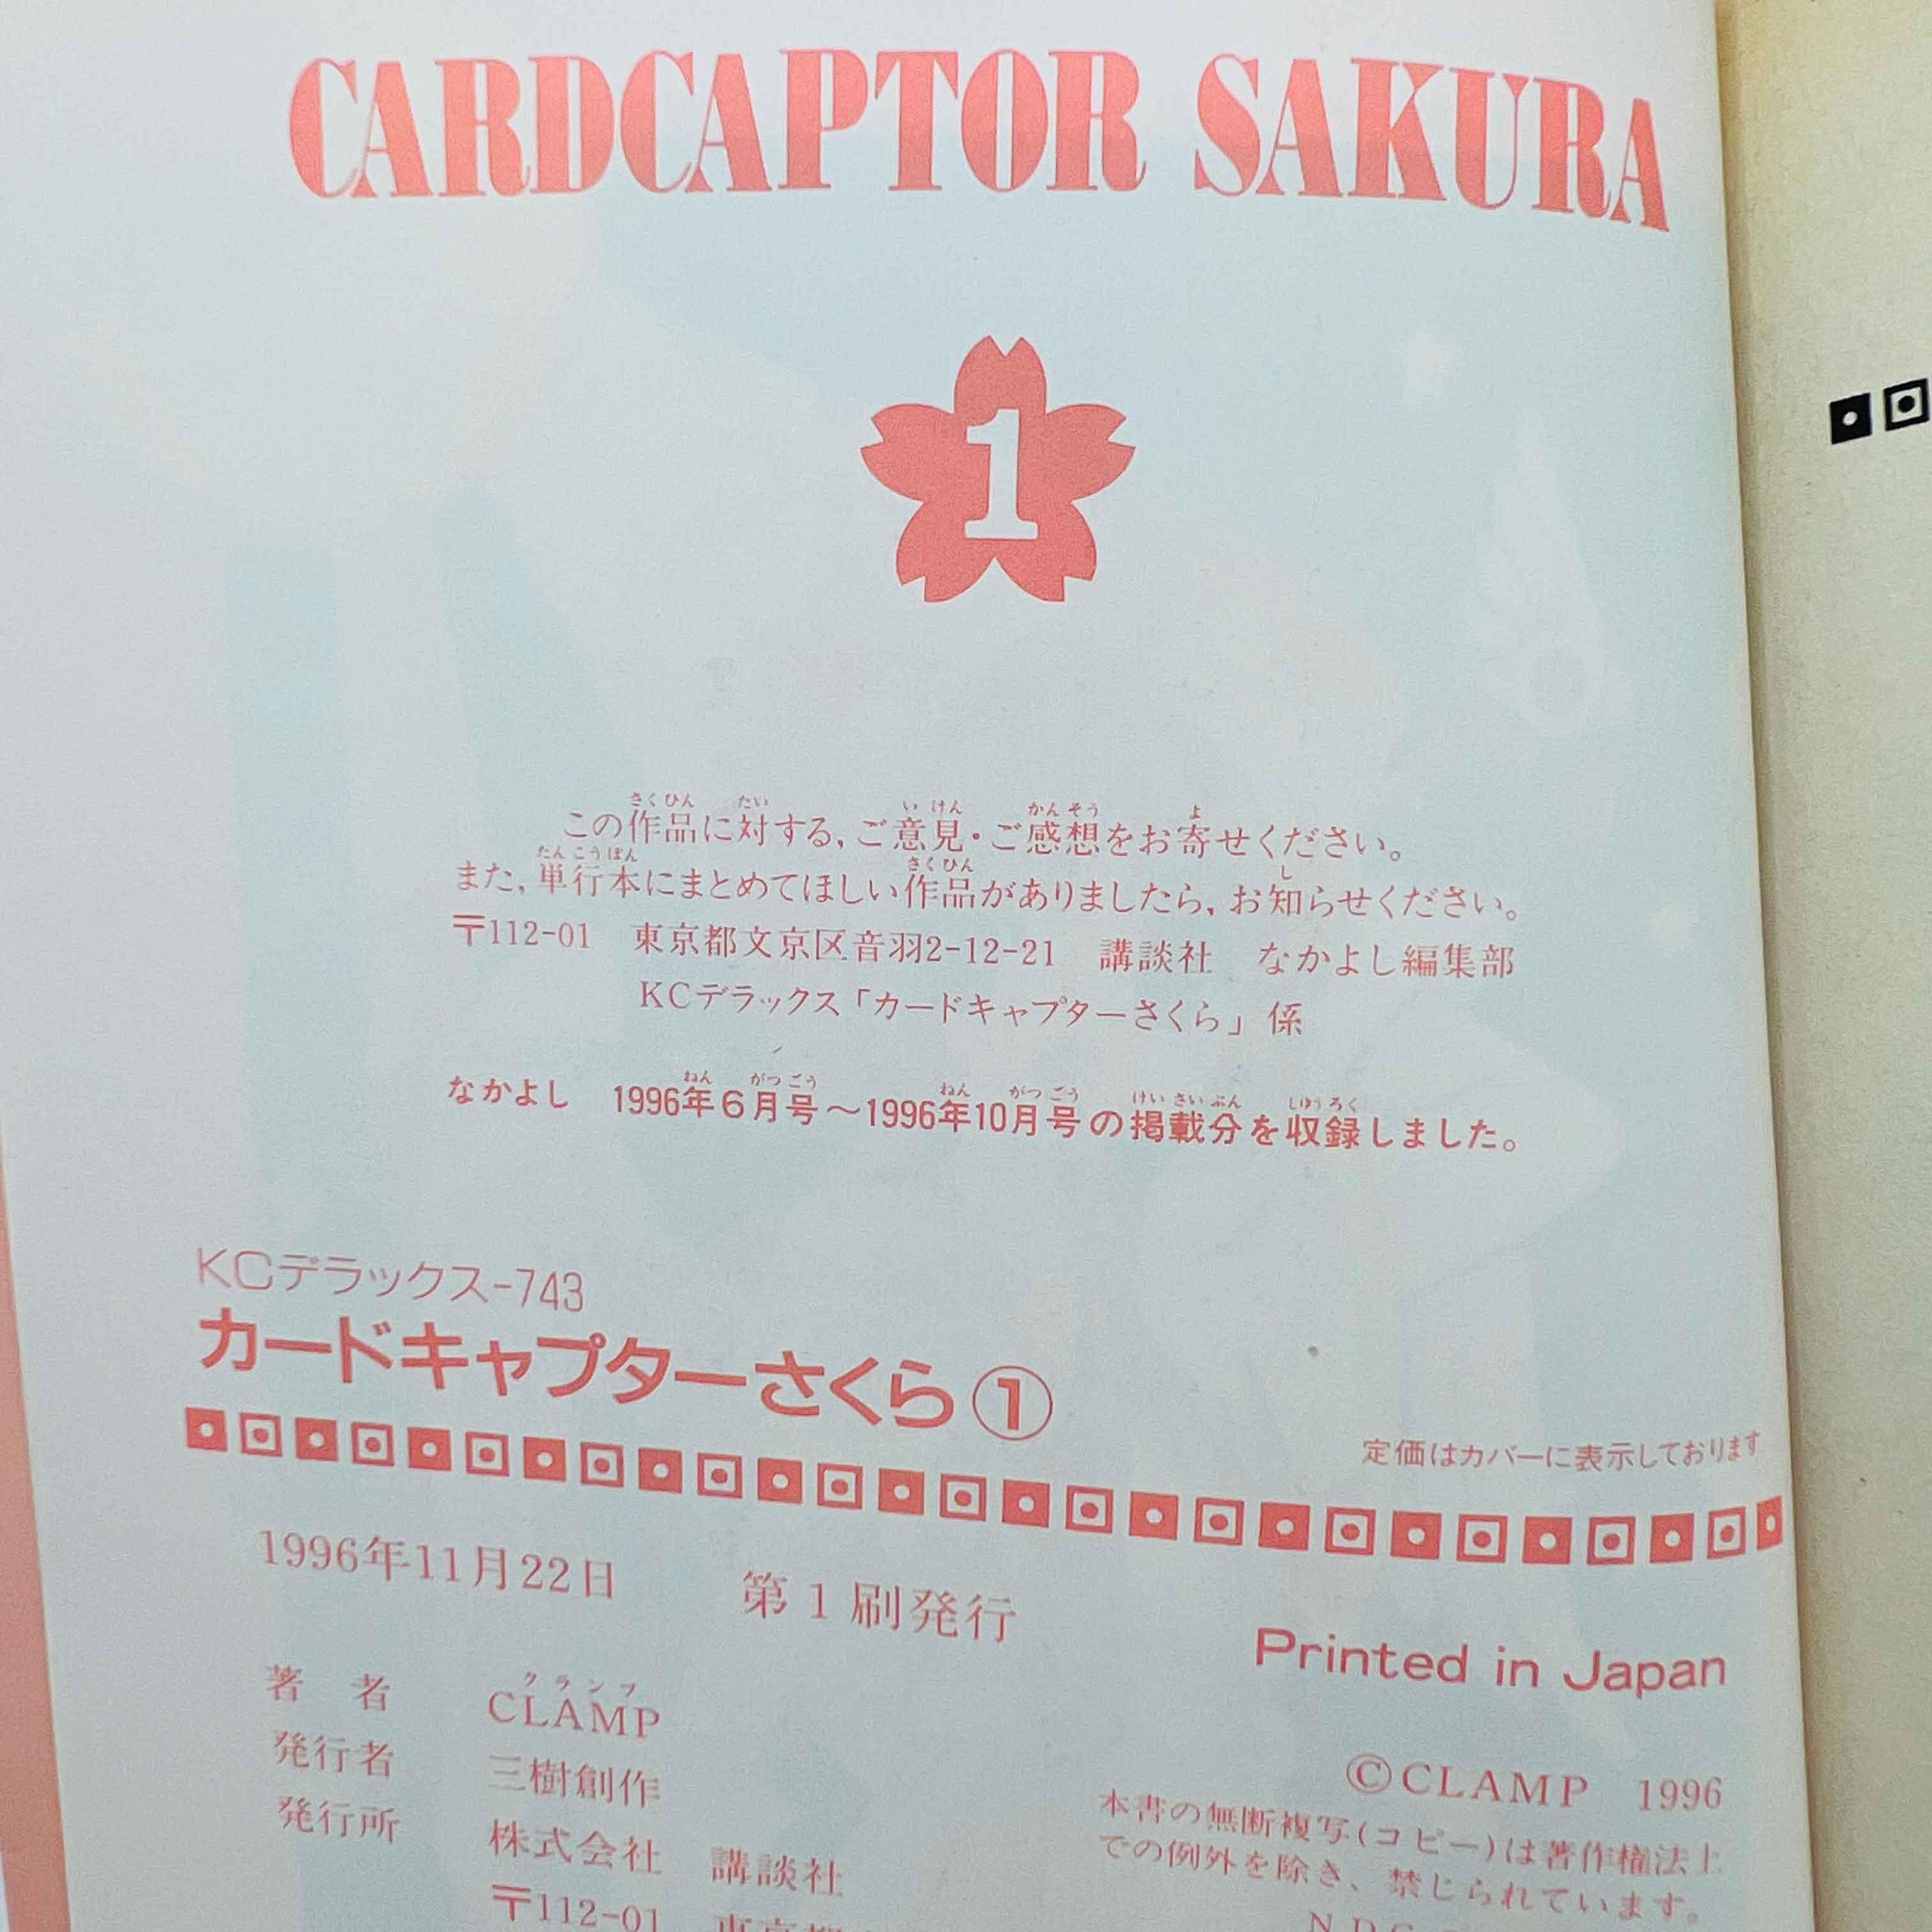 CARDCAPTOR SAKURA
1
この作品に対する,ご意見・ご感想をお寄せください。
また,単行本にまとめてほしい作品がありましたら,お知らせください。
〒112-01 東京都文京区音羽2-12-21 講談社 なかよし編集部
KCデラックス「カードキャプターさくら」係
なかよし 1996年6月号〜1996年10月号の掲載分を収録しました。
KCデラックス-743
カードキャプターさくら①
定価はカバーに表示しております
1996年11月22日 第1刷発行
Printed in Japan
著者 CLAMP
発行者 三樹創作
発行所 株式会社 講談社
〒112-01
©CLAMP 1996
本書の無断複写(コピー)は著作権法上
での例外を除き、禁じられています。